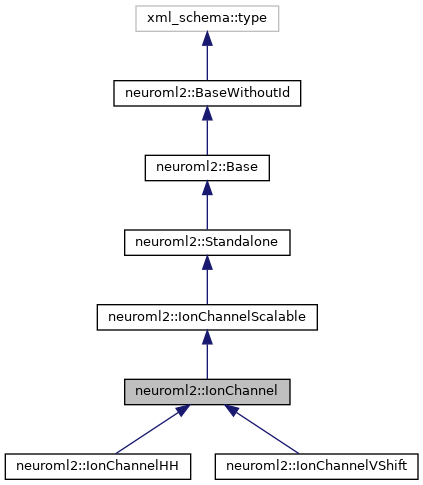 xml_schema::type
neuroml2::BaseWithoutId
neuroml2::Base
neuroml2::Standalone
neuroml2::IonChannelScalable
neuroml2::IonChannel
neuroml2::IonChannelHH
neuroml2::IonChannelVShift